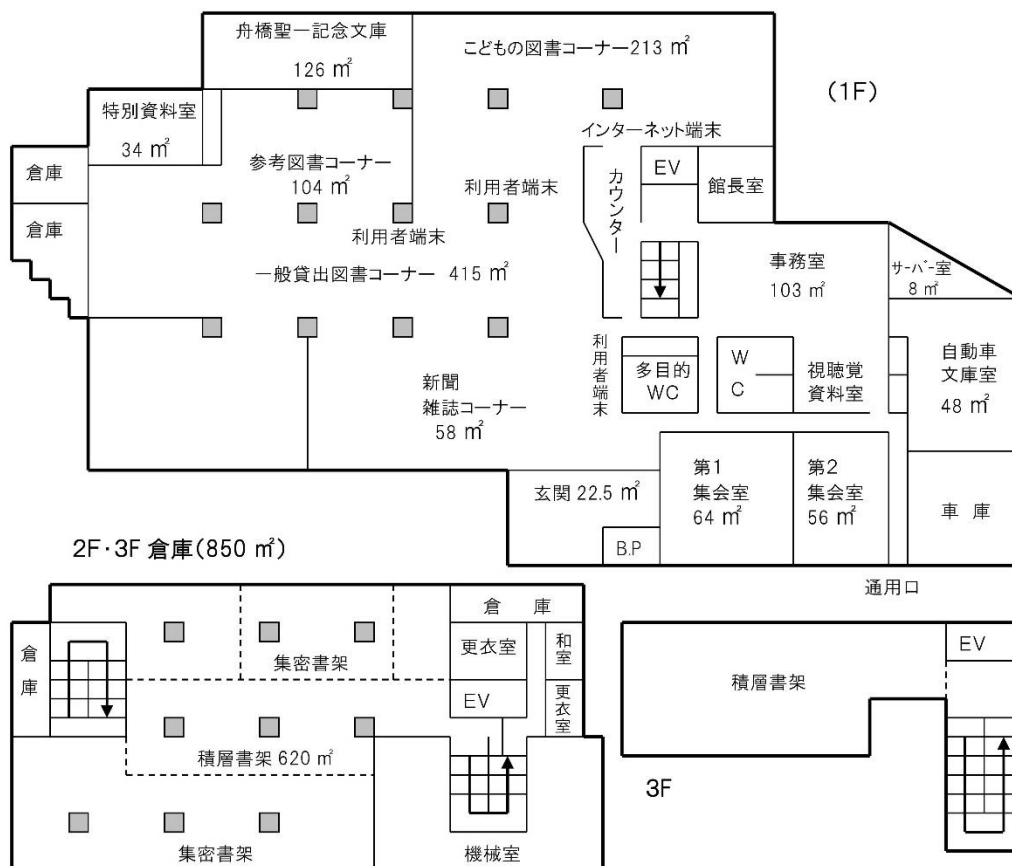 舟橋聖一記念文庫
126 ㎡
こどもの図書コーナー213 ㎡
(1F)
特別資料室
34 ㎡
インターネット端末
倉庫
参考図書コーナー
104 ㎡
利用者端末
カウンター
EV
館長室
倉庫
利用者端末
一般貸出図書コーナー 415 ㎡
事務室
103 ㎡
サーバー室
8 ㎡
新聞
雑誌コーナー
58 ㎡
利用者端末
多目的
WC
W
C
視聴覚
資料室
自動車
文庫室
48 ㎡
玄関 22.5 ㎡
B.P
第1
集会室
64 ㎡
第2
集会室
56 ㎡
車 庫
通用口
2F・3F 倉庫(850 ㎡)
倉 庫
倉庫
集密書架
更衣室
和室
EV
更衣室
積層書架 620 ㎡
集密書架
機械室
積層書架
EV
3F